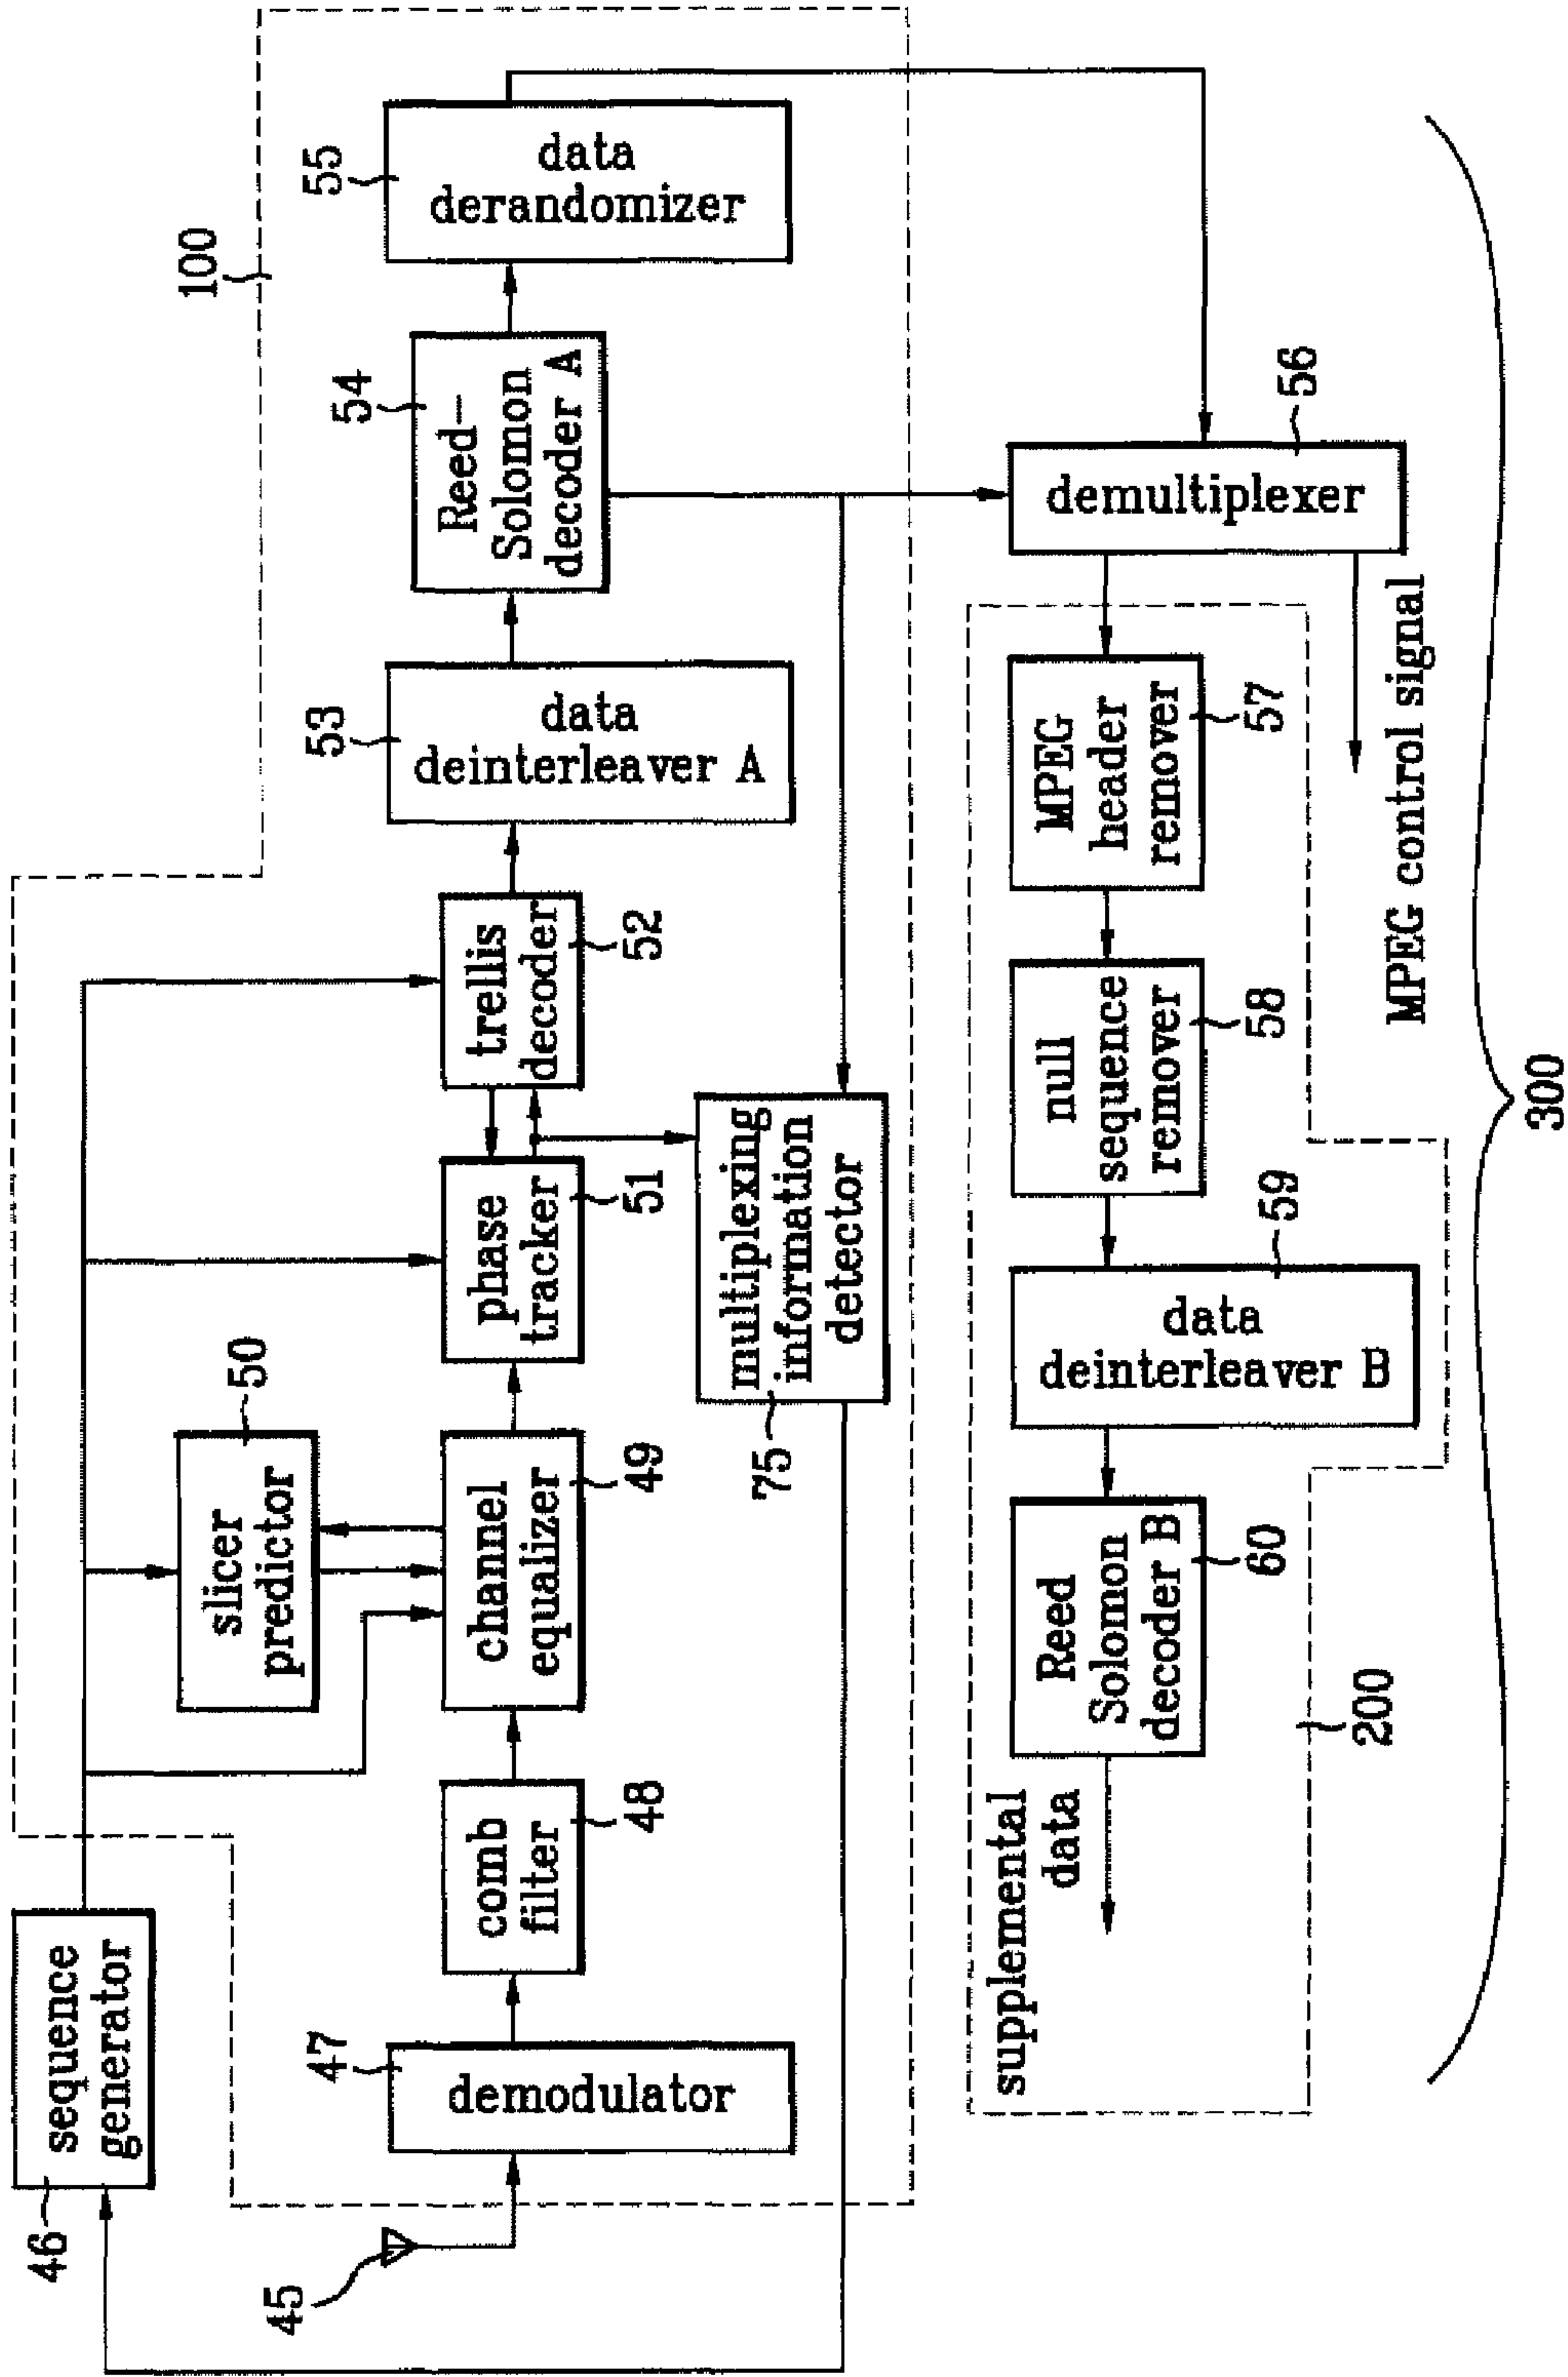 46
sequence
generator
100
45
47
demodulator
comb
filter
48
slicer
predictor
50
channel
equalizer
49
phase
tracker
51
trellis
decoder
52
53
data
deinterleaver A
54
Reed-
Solomon
decoder A
55
data
derandomizer
75
multiplexing
information
detector
supplemental
data
Reed
Solomon
decoder B
60
data
deinterleaver B
59
null
sequence
remover
58
MPEG
header
remover
57
demultiplexer
56
MPEG control signal
200
300